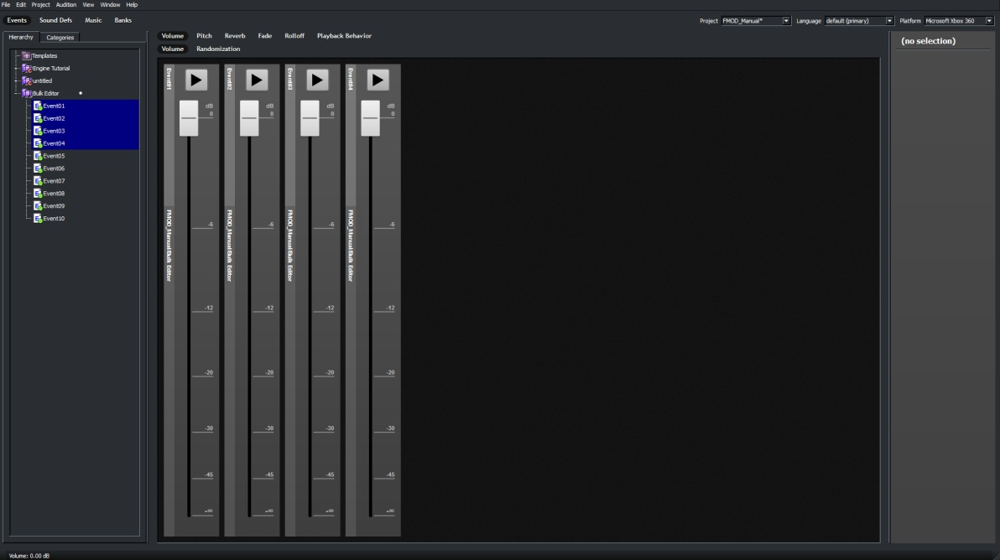 File Edit Project Audition View Window Help
Events Sound Defs Music Banks
Project FMOD_Manual* Language default (primary) Platform Microsoft Xbox 360
Hierarchy Categories
Templates
Engine Tutorial
untitled
Bulk Editor
Event01
Event02
Event03
Event04
Event05
Event06
Event07
Event08
Event09
Event10
Volume Pitch Reverb Fade Rolloff Playback Behavior
Volume Randomization
Event01
FMOD_Manual/Bulk Editor
dB
0
-6
-12
-20
-30
-45
-∞
Event02
FMOD_Manual/Bulk Editor
dB
0
-6
-12
-20
-30
-45
-∞
Event03
FMOD_Manual/Bulk Editor
dB
0
-6
-12
-20
-30
-45
-∞
Event04
FMOD_Manual/Bulk Editor
dB
0
-6
-12
-20
-30
-45
-∞
(no selection)
Volume: 0.00 dB